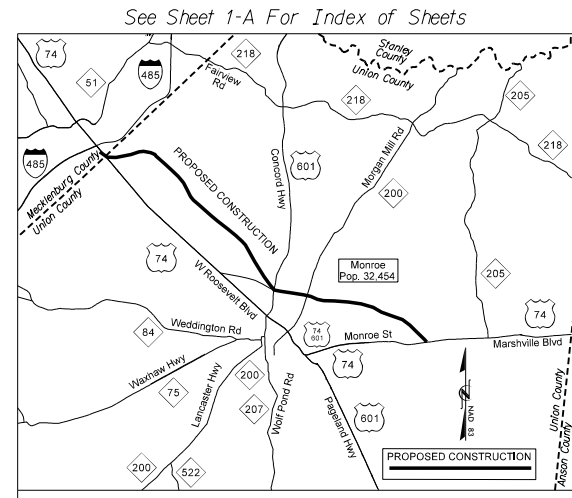 See Sheet 1-A For Index of Sheets
74
218
Stanley
County
Union County
51
485
Fairview
Rd
205
218
601
Concord Hwy
Morgan Mill Rd
218
485
Mecklenburg County
Union County
PROPOSED CONSTRUCTION
200
74
W Roosevelt Blvd
Monroe
Pop. 32,454
205
74
84
Weddington Rd
74
601
Monroe St
Marshville Blvd
Waxhaw Hwy
75
Lancaster Hwy
200
74
207
Wolf Pond Rd
Pageland Hwy
601
NAD 83
Union County
Anson County
200
522
PROPOSED CONSTRUCTION